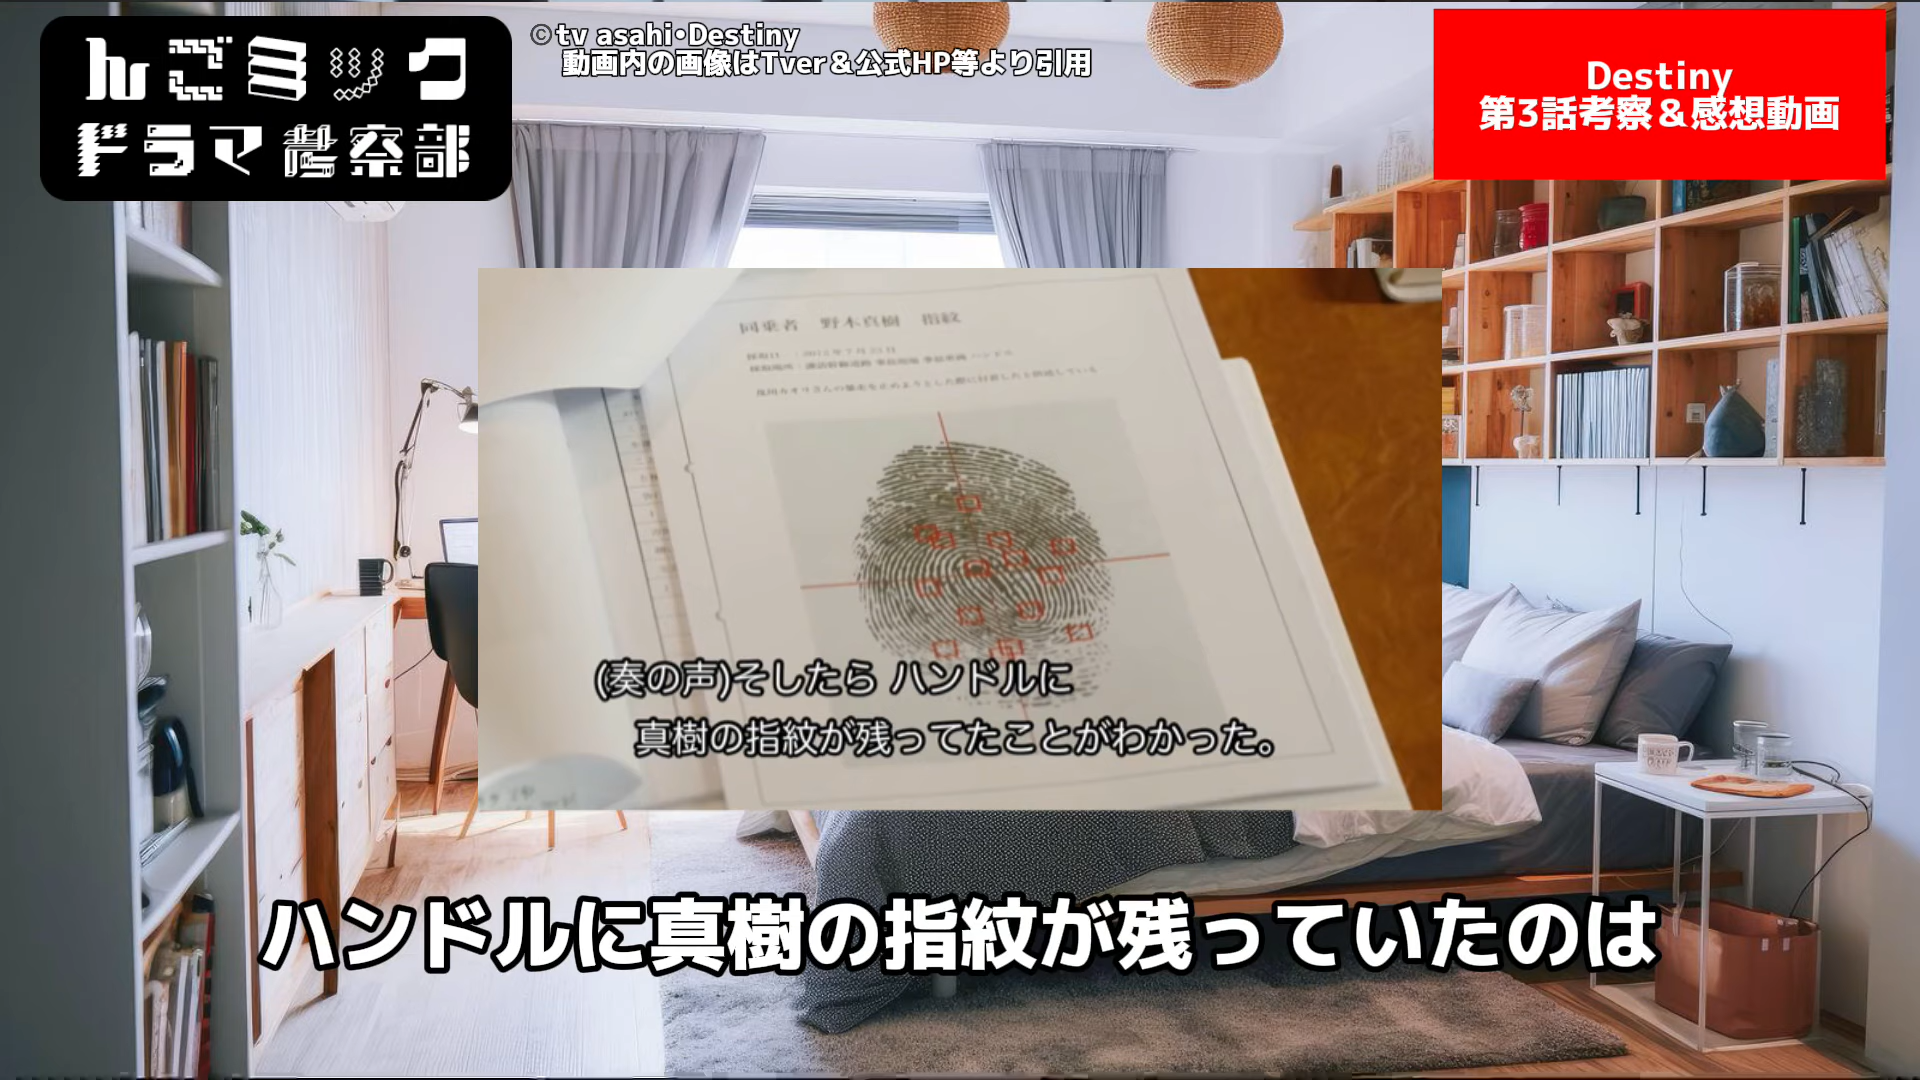 hrごミック
ドラマ考察部
©tv asahi・Destiny
動画内の画像はTver＆公式HP等より引用
Destiny
第3話考察＆感想動画
同乗者 野木真樹 指紋
(奏の声)そしたら ハンドルに
真樹の指紋が残ってたことがわかった。
ハンドルに真樹の指紋が残っていたのは